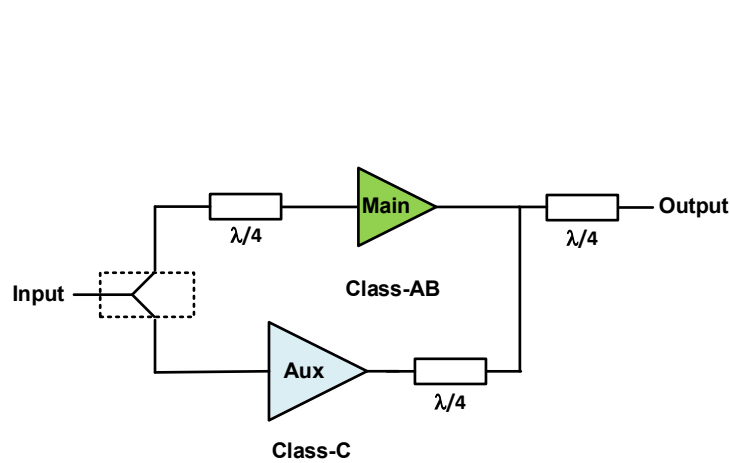 Main
Output
λ/4
λ/4
Class-AB
Input
Aux
λ/4
Class-C